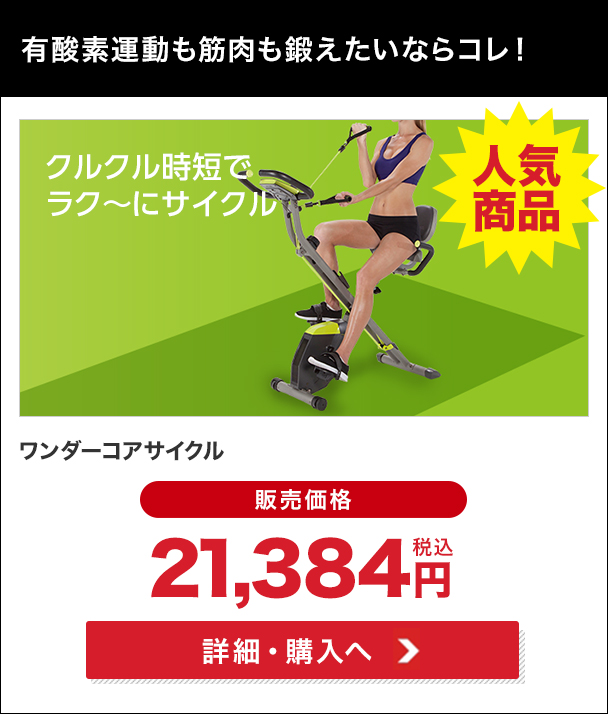 有酸素運動も筋肉も鍛えたいならコレ！
クルクル時短で
ラク～にサイクル
人気
商品
ワンダーコアサイクル
販売価格
21,384円 税込
詳細・購入へ